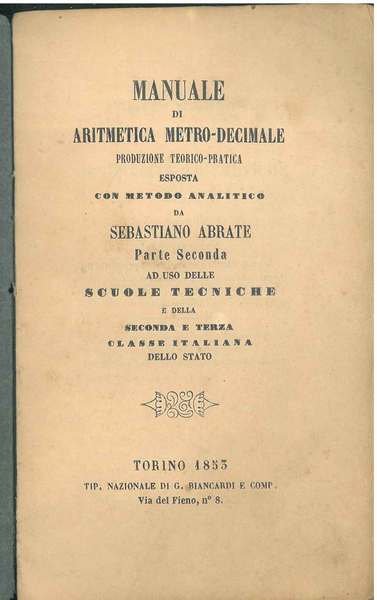 MANUALE
DI
ARITMETICA METRO-DECIMALE
PRODUZIONE TEORICO-PRATICA
ESPOSTA
CON METODO ANALITICO
DA
SEBASTIANO ABRATE
Parte Seconda
AD USO DELLE
SCUOLE TECNICHE
E DELLA
SECONDA E TERZA
CLASSE ITALIANA
DELLO STATO
TORINO 1853
TIP. NAZIONALE DI G. BIANCARDI E COMP.
Via del Fieno, nº 8.